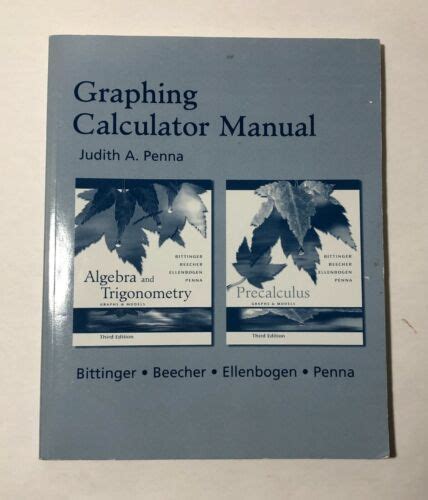 Graphing
Calculator Manual
Judith A. Penna
BITTINGER
BEECHER
ELLENBOGEN
PENNA
Algebra and
Trigonometry
GRAPHS & MODELS
Third Edition
BITTINGER
BEECHER
ELLENBOGEN
PENNA
Precalculus
GRAPHS & MODELS
Third Edition
Bittinger • Beecher • Ellenbogen • Penna